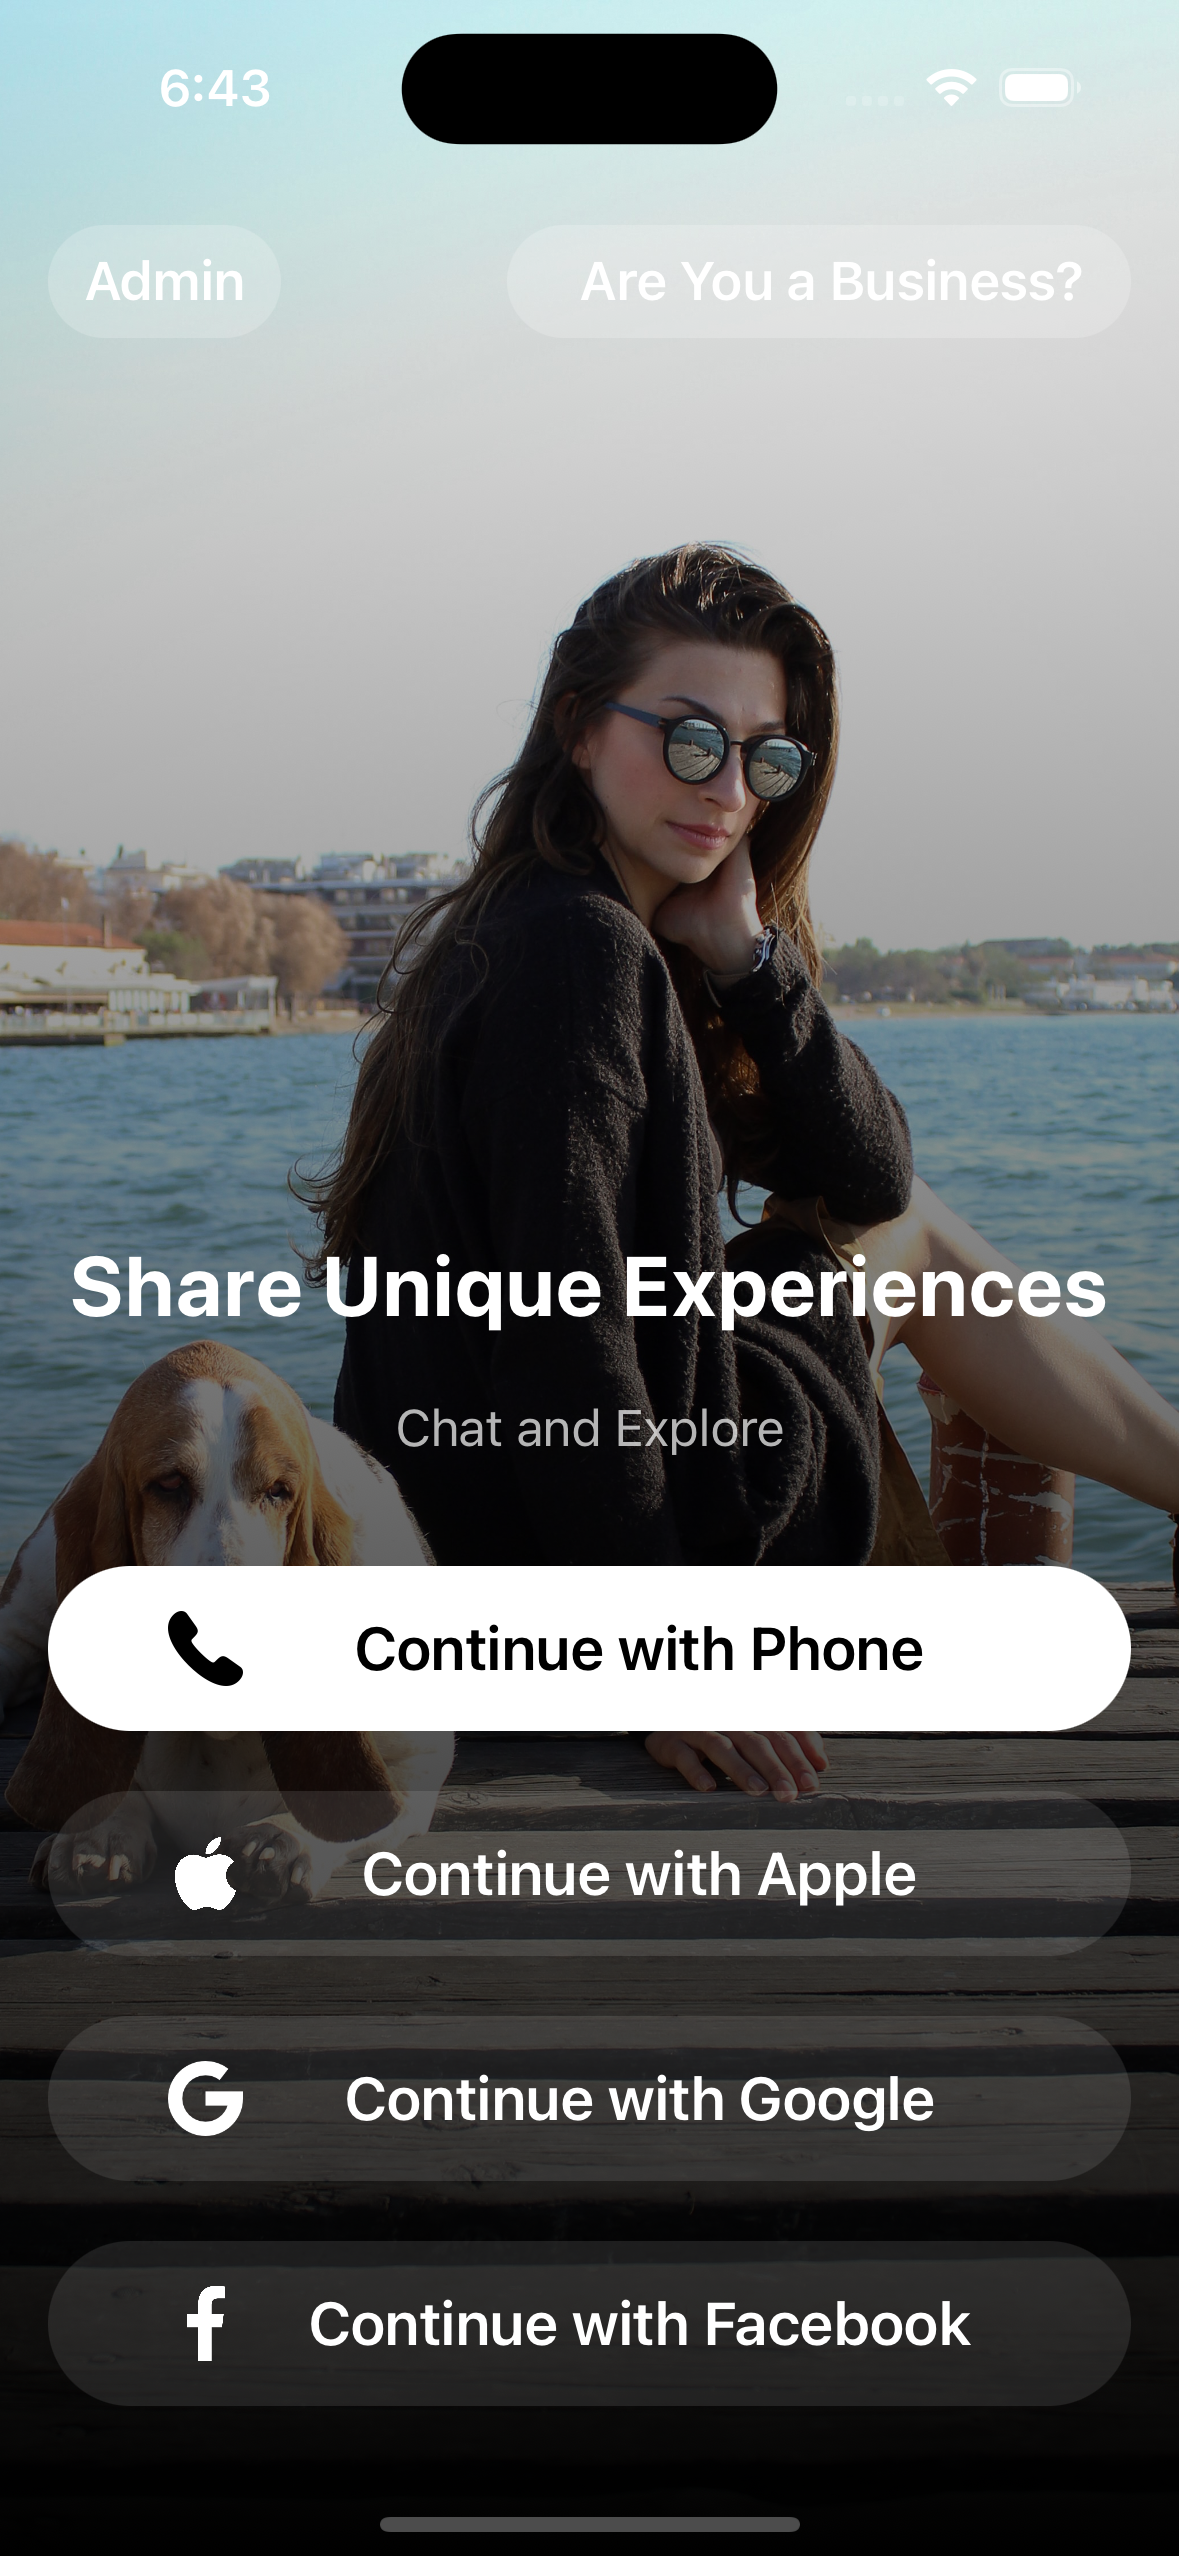 6:43
Admin
Are You a Business?
Share Unique Experiences
Chat and Explore
Continue with Phone
Continue with Apple
Continue with Google
Continue with Facebook